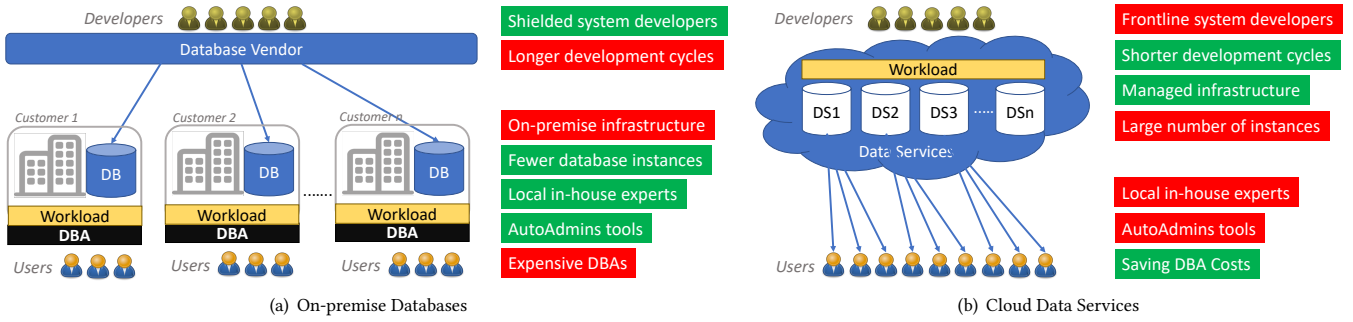 Developers
Database Vendor
Customer 1
DB
Workload
DBA
Customer 2
DB
Workload
DBA
.......
Customer n
DB
Workload
DBA
Users
Users
Users
Shielded system developers
Longer development cycles
On-premise infrastructure
Fewer database instances
Local in-house experts
AutoAdmins tools
Expensive DBAs
(a) On-premise Databases
Developers
Workload
DS1
DS2
DS3
.....
DSn
Data Services
Users
Frontline system developers
Shorter development cycles
Managed infrastructure
Large number of instances
Local in-house experts
AutoAdmins tools
Saving DBA Costs
(b) Cloud Data Services